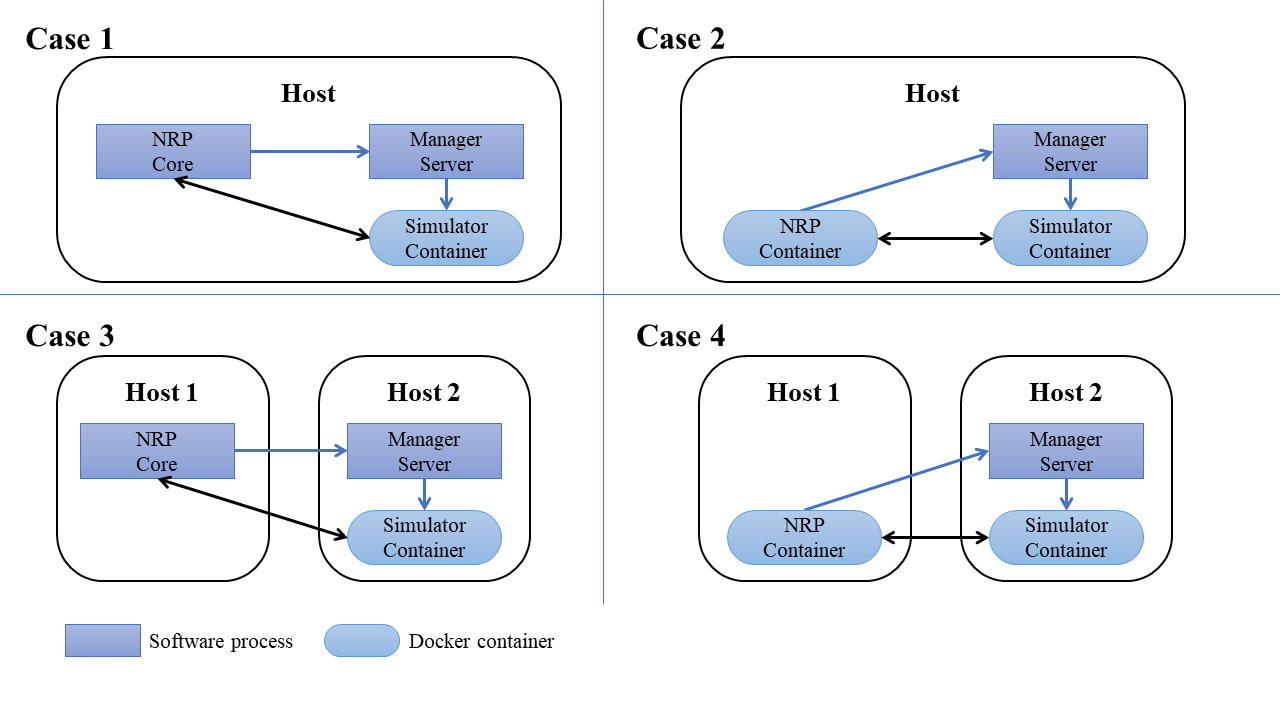 Case 1
Host
NRP
Core
Manager
Server
Simulator
Container
Case 2
Host
Manager
Server
NRP
Container
Simulator
Container
Case 3
Host 1
NRP
Core
Host 2
Manager
Server
Simulator
Container
Case 4
Host 1
NRP
Container
Host 2
Manager
Server
Simulator
Container
Software process
Docker container